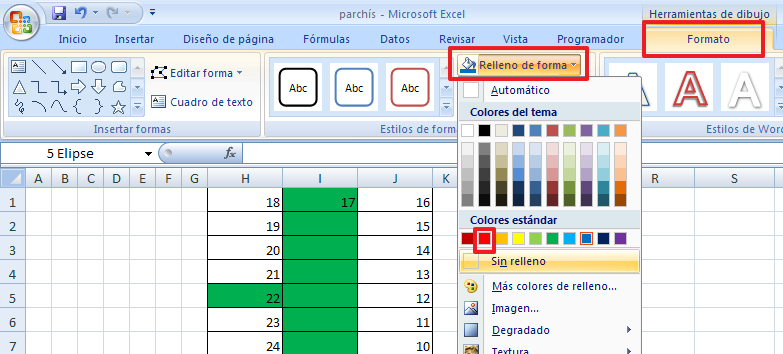 parchís - Microsoft Excel
Herramientas de dibujo
Inicio Insertar Diseño de página Fórmulas Datos Revisar Vista Programador Formato
Editar forma
Cuadro de texto
Insertar formas
Abc Abc Abc
Estilos de form
Relleno de forma
A A A
Estilos de Wor
Automático
Colores del tema
Colores estándar
Sin relleno
Más colores de relleno...
Imagen...
Degradado
Textura
5 Elipse fx
A B C D E F G H I J K R S
1 18 17 16
2 19 15
3 20 14
4 21 13
5 22 12
6 23 11
7 24 10